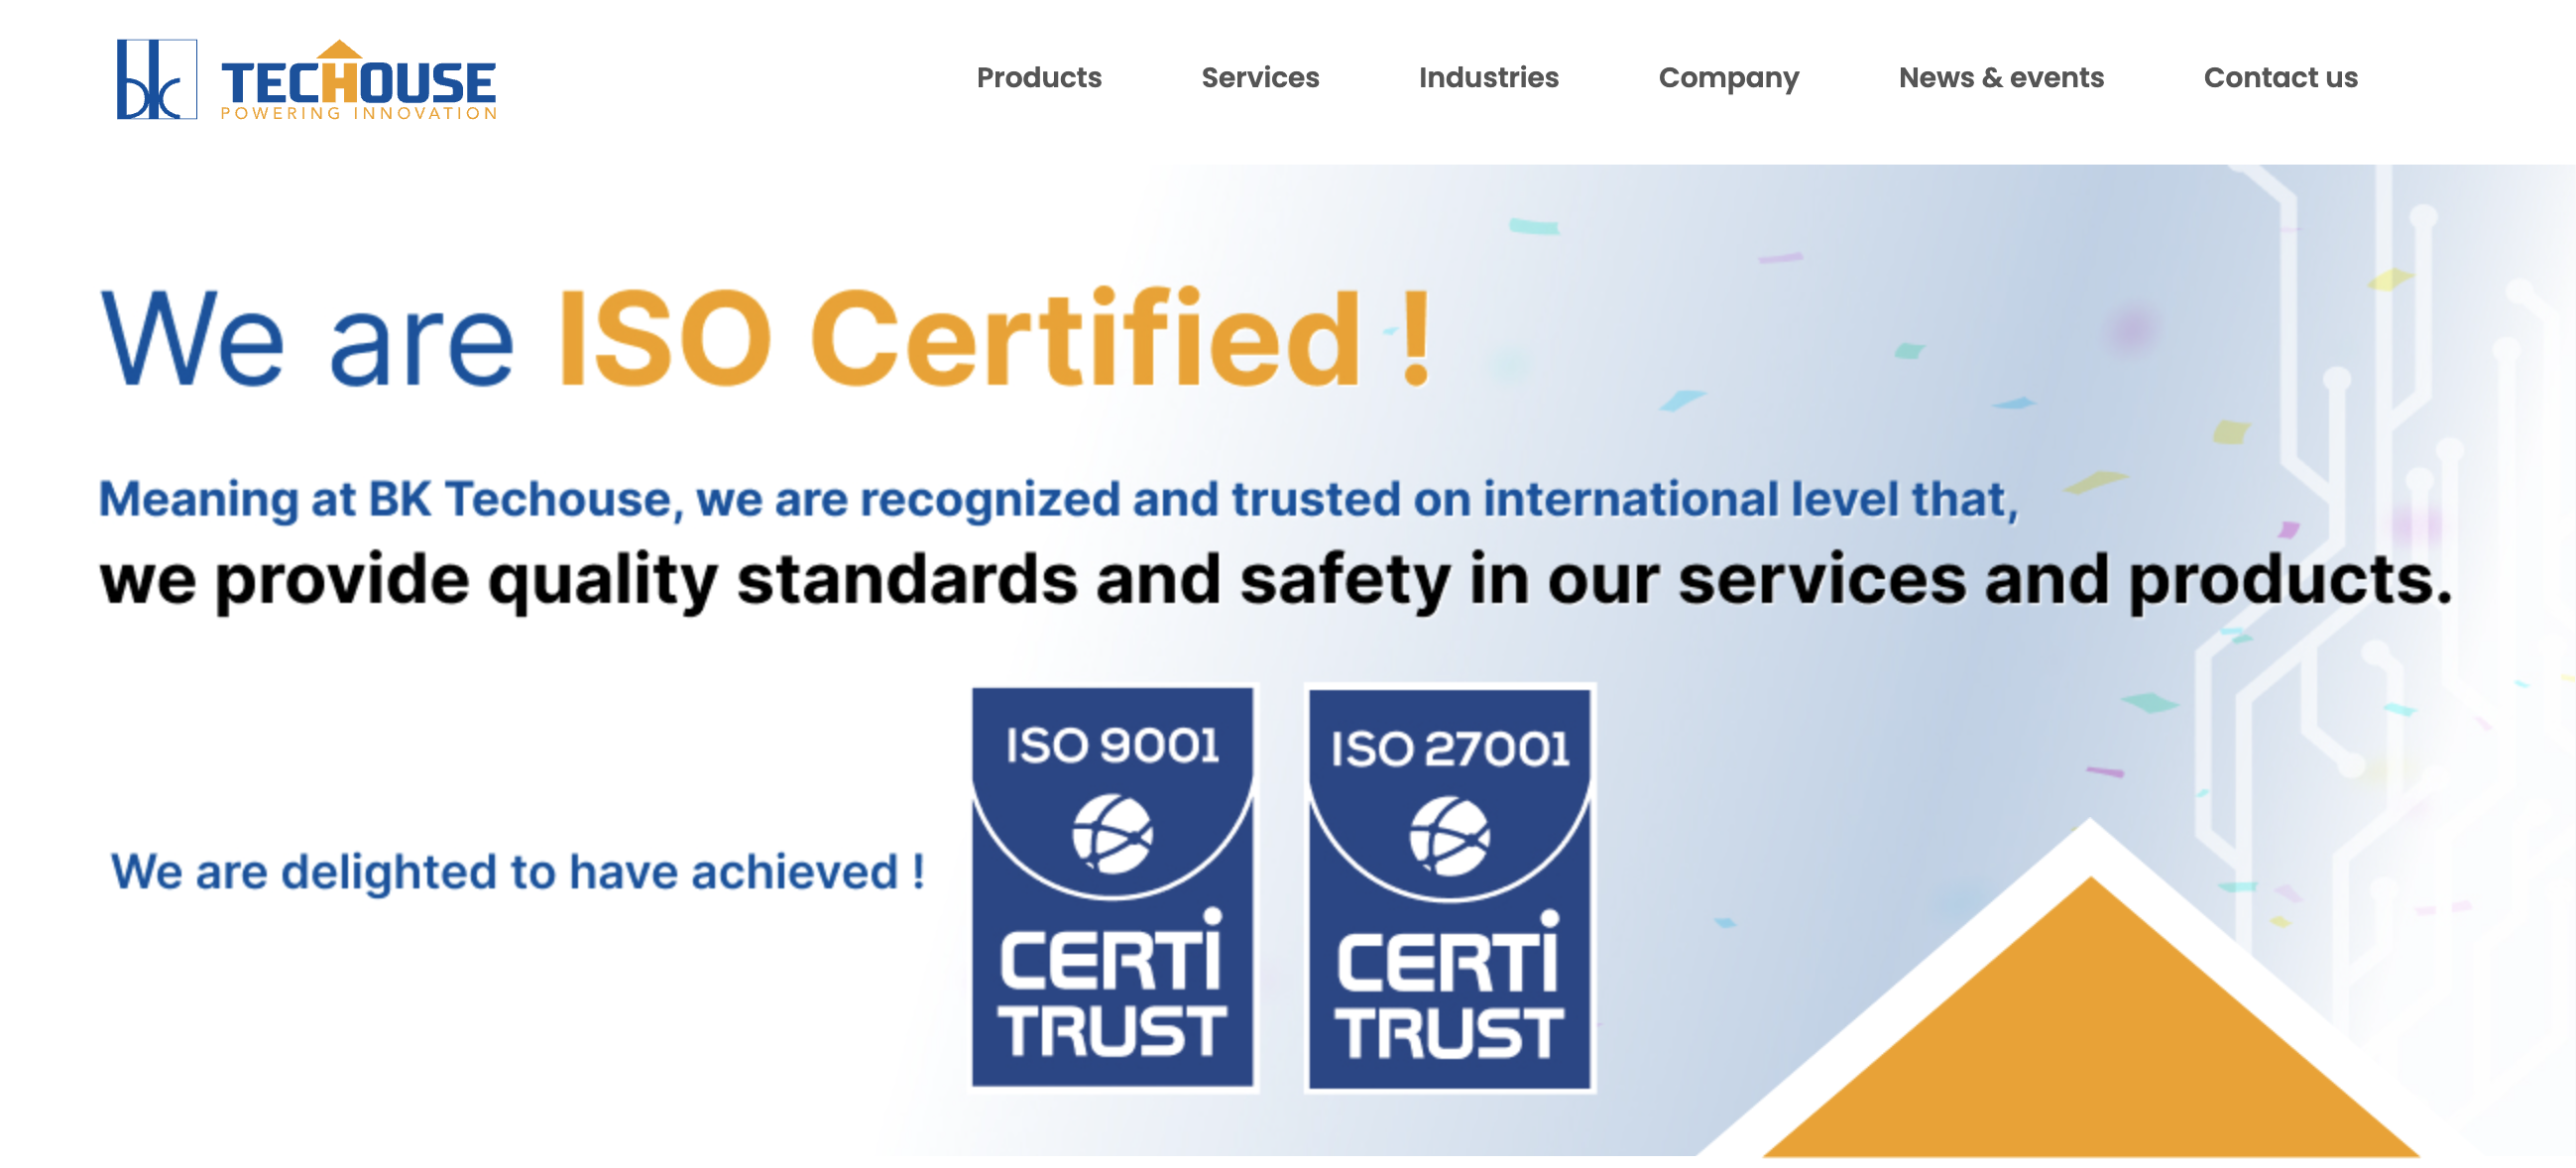 bk TECHOUSE
POWERING INNOVATION
Products Services Industries Company News & events Contact us
We are ISO Certified !
Meaning at BK Techouse, we are recognized and trusted on international level that,
we provide quality standards and safety in our services and products.
We are delighted to have achieved !
ISO 9001
CERTI
TRUST
ISO 27001
CERTI
TRUST